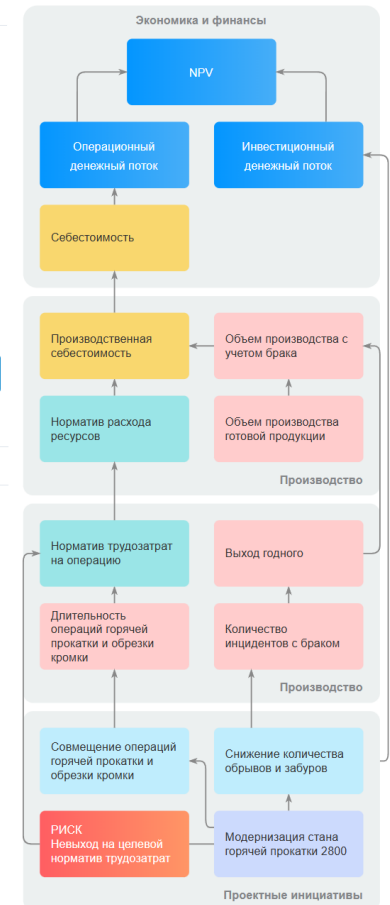 Экономика и финансы
NPV
Операционный
денежный поток
Инвестиционный
денежный поток
Себестоимость
Производственная
себестоимость
Объем производства с
учетом брака
Норматив расхода
ресурсов
Объем производства
готовой продукции
Производство
Норматив трудозатрат
на операцию
Выход годного
Длительность
операций горячей
прокатки и обрезки
кромки
Количество
инцидентов с браком
Производство
Совмещение операций
горячей прокатки и
обрезки кромки
Снижение количества
обрывов и забуров
РИСК
Невыход на целевой
норматив трудозатрат
Модернизация стана
горячей прокатки 2800
Проектные инициативы